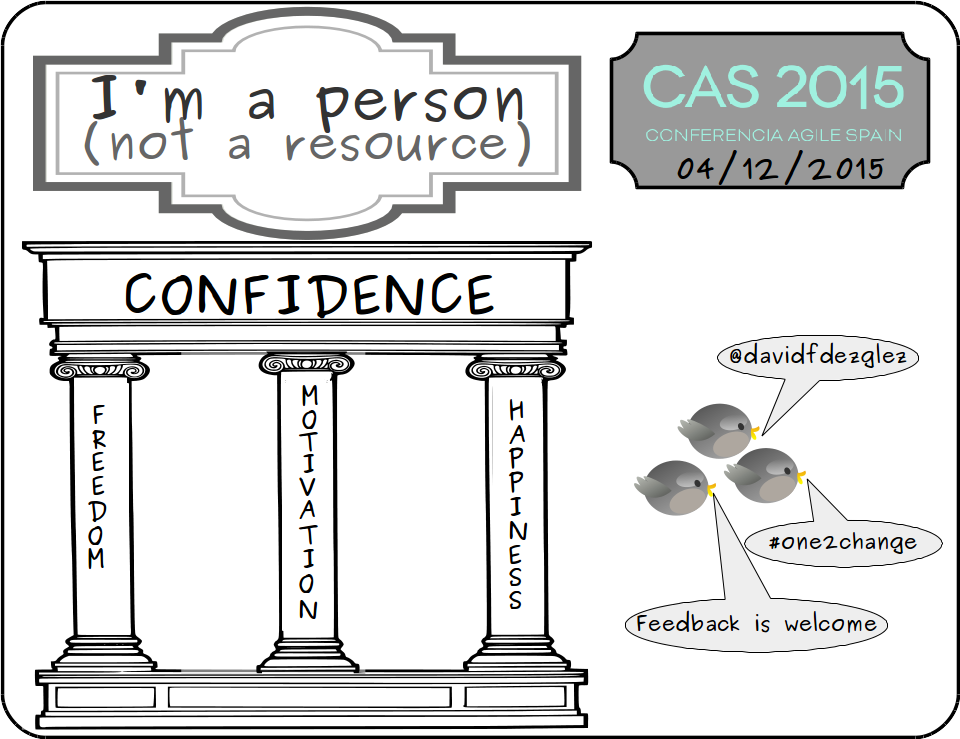 I'm a person
(not a resource)
CAS 2015
CONFERENCIA AGILE SPAIN
04/12/2015
CONFIDENCE
FREEDOM
MOTIVATION
HAPPINESS
@davidfdezglez
#one2change
Feedback is welcome